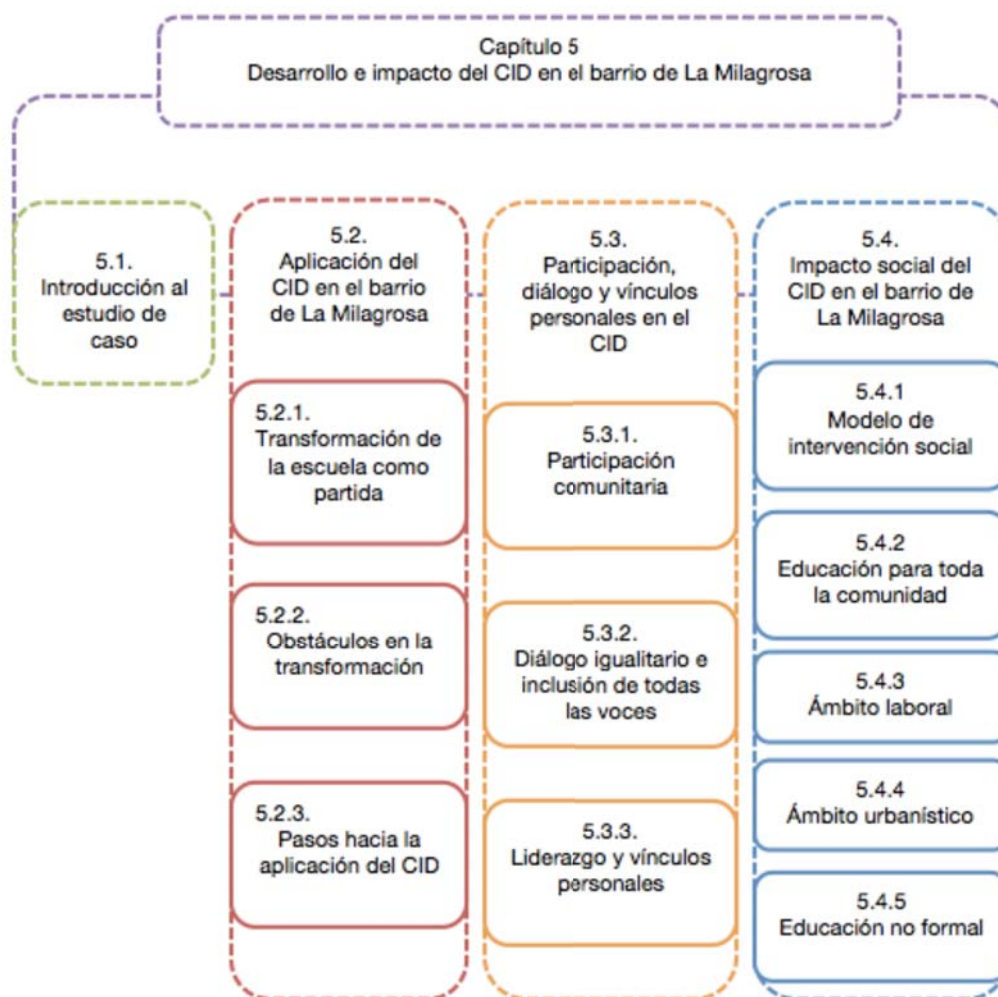 Capítulo 5
Desarrollo e impacto del CID en el barrio de La Milagrosa
5.1.
Introducción al
estudio de
caso
5.2.
Aplicación del
CID en el barrio
de La Milagrosa
5.2.1.
Transformación de
la escuela como
partida
5.2.2.
Obstáculos en la
transformación
5.2.3.
Pasos hacia la
aplicación del CID
5.3.
Participación,
diálogo y vínculos
personales en el
CID
5.3.1.
Participación
comunitaria
5.3.2.
Diálogo igualitario e
inclusión de todas
las voces
5.3.3.
Liderazgo y vínculos
personales
5.4.
Impacto social del
CID en el barrio de
La Milagrosa
5.4.1
Modelo de
intervención social
5.4.2
Educación para toda
la comunidad
5.4.3
Ámbito laboral
5.4.4
Ámbito urbanístico
5.4.5
Educación no formal